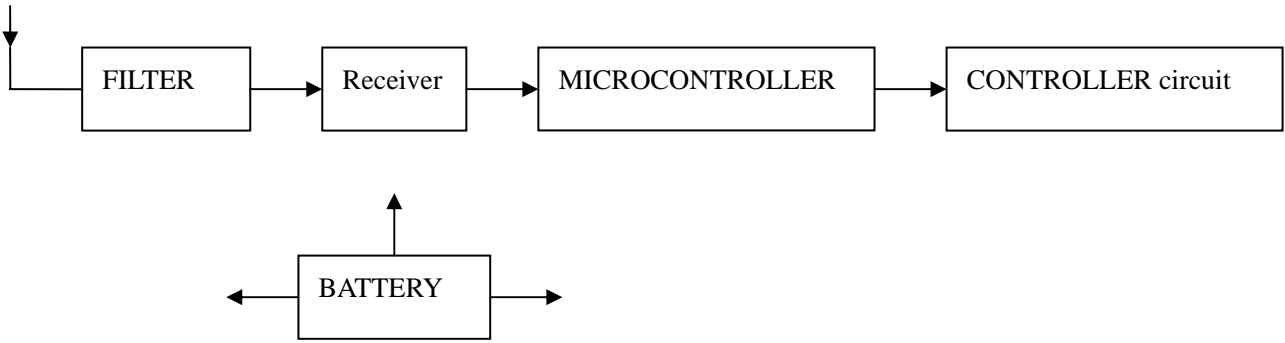 FILTER
Receiver
MICROCONTROLLER
CONTROLLER circuit
BATTERY